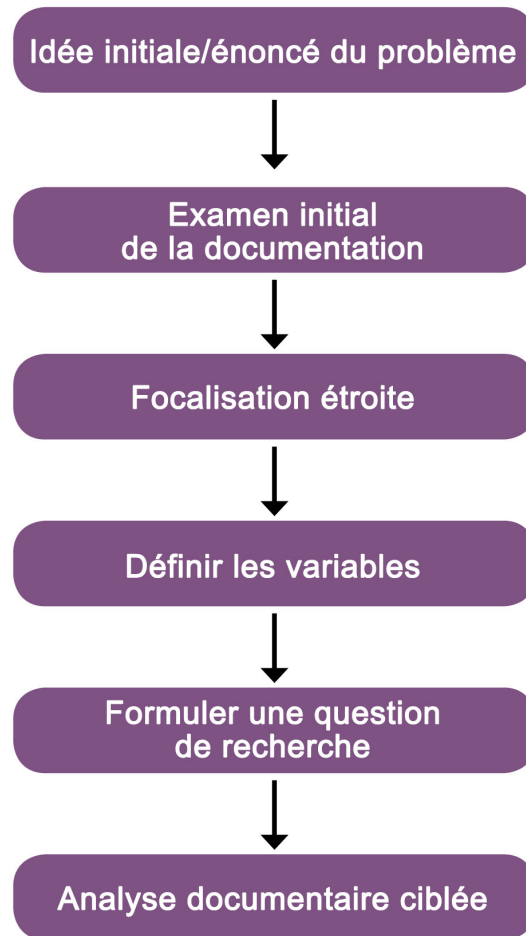 Idée initiale/énoncé du problème
Examen initial
de la documentation
Focalisation étroite
Définir les variables
Formuler une question
de recherche
Analyse documentaire ciblée